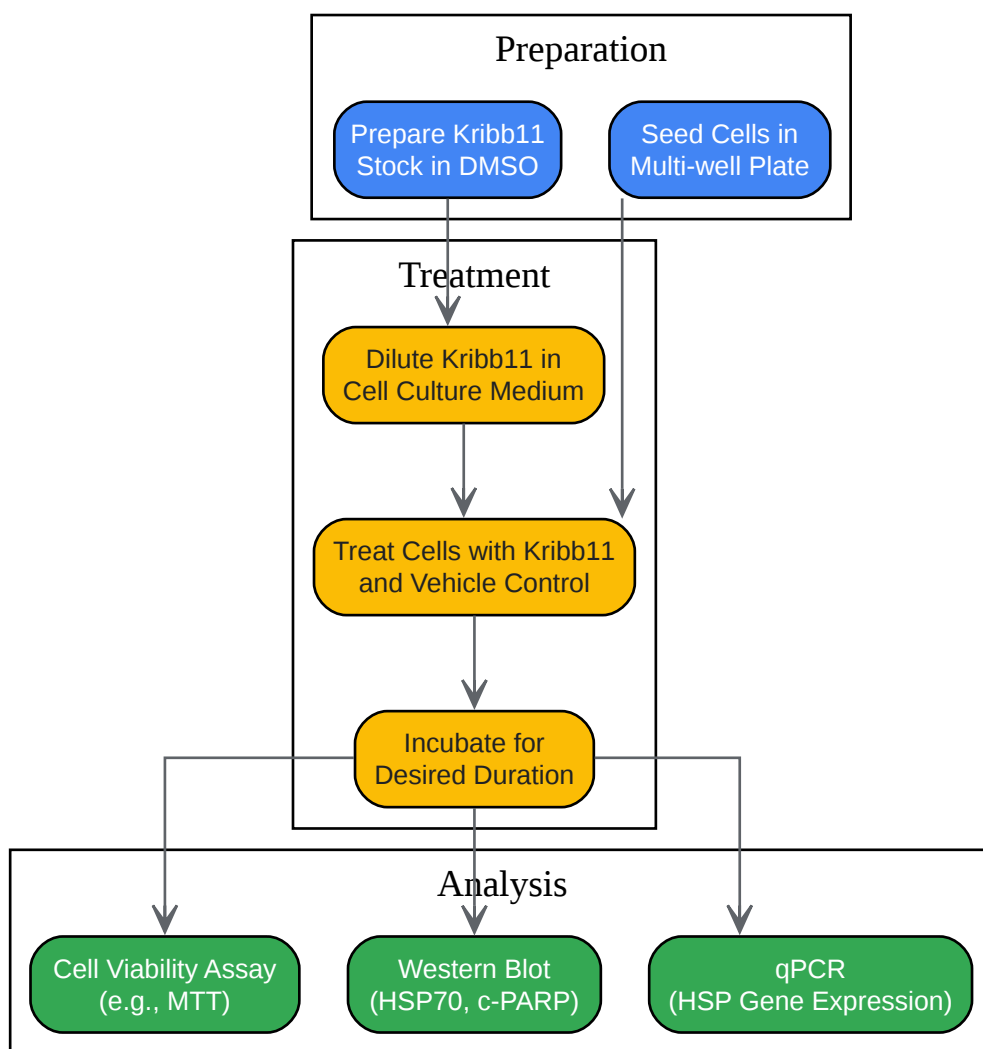 Preparation
Prepare Kribb11
Stock in DMSO
Seed Cells in
Multi-well Plate
Treatment
Dilute Kribb11 in
Cell Culture Medium
Treat Cells with Kribb11
and Vehicle Control
Incubate for
Desired Duration
Analysis
Cell Viability Assay
(e.g., MTT)
Western Blot
(HSP70, c-PARP)
qPCR
(HSP Gene Expression)